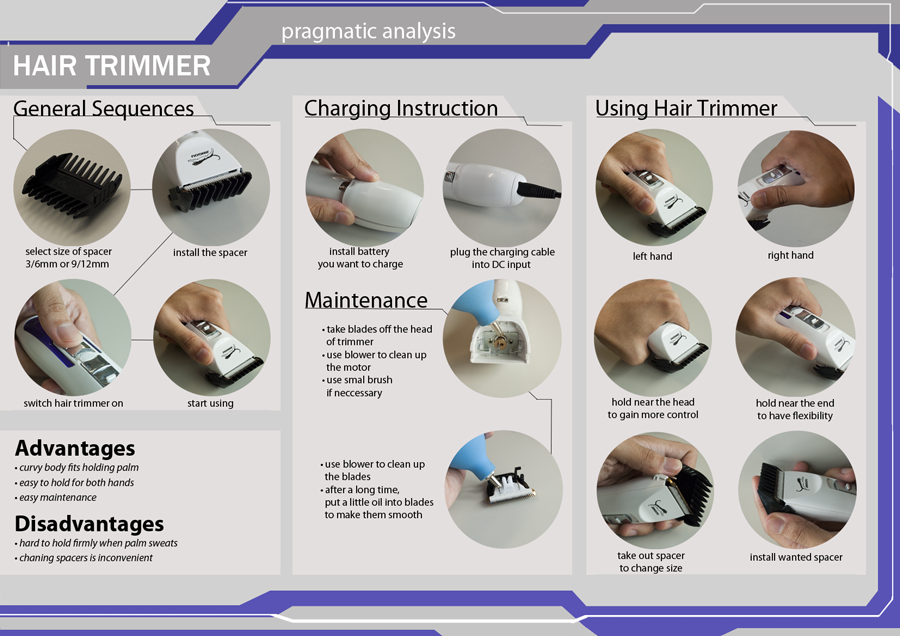 pragmatic analysis
HAIR TRIMMER
General Sequences
select size of spacer
3/6mm or 9/12mm
install the spacer
switch hair trimmer on
start using
Advantages
• curvy body fits holding palm
• easy to hold for both hands
• easy maintenance
Disadvantages
• hard to hold firmly when palm sweats
• chaning spacers is inconvenient
Charging Instruction
install battery
you want to charge
plug the charging cable
into DC input
Maintenance
• take blades off the head
of trimmer
• use blower to clean up
the motor
• use smal brush
if neccessary
• use blower to clean up
the blades
• after a long time,
put a little oil into blades
to make them smooth
Using Hair Trimmer
left hand
right hand
hold near the head
to gain more control
hold near the end
to have flexibility
take out spacer
to change size
install wanted spacer